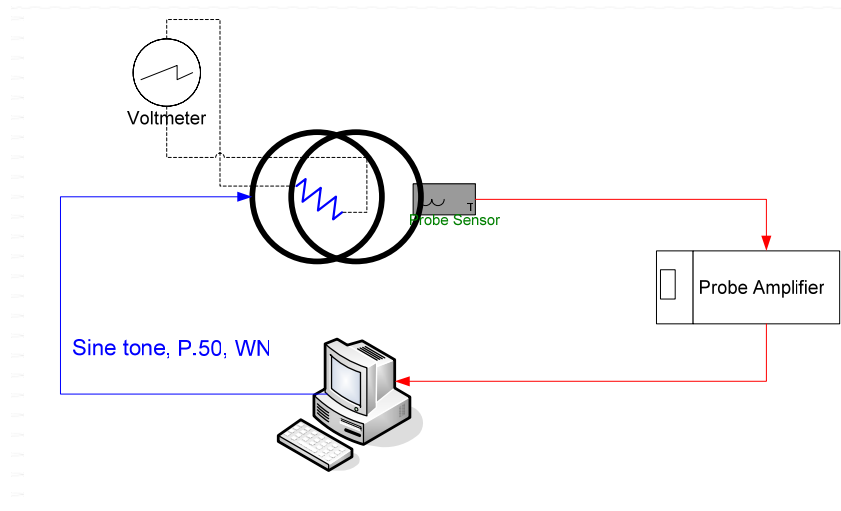 Voltmeter
T
Probe Sensor
Probe Amplifier
Sine tone, P.50, WN